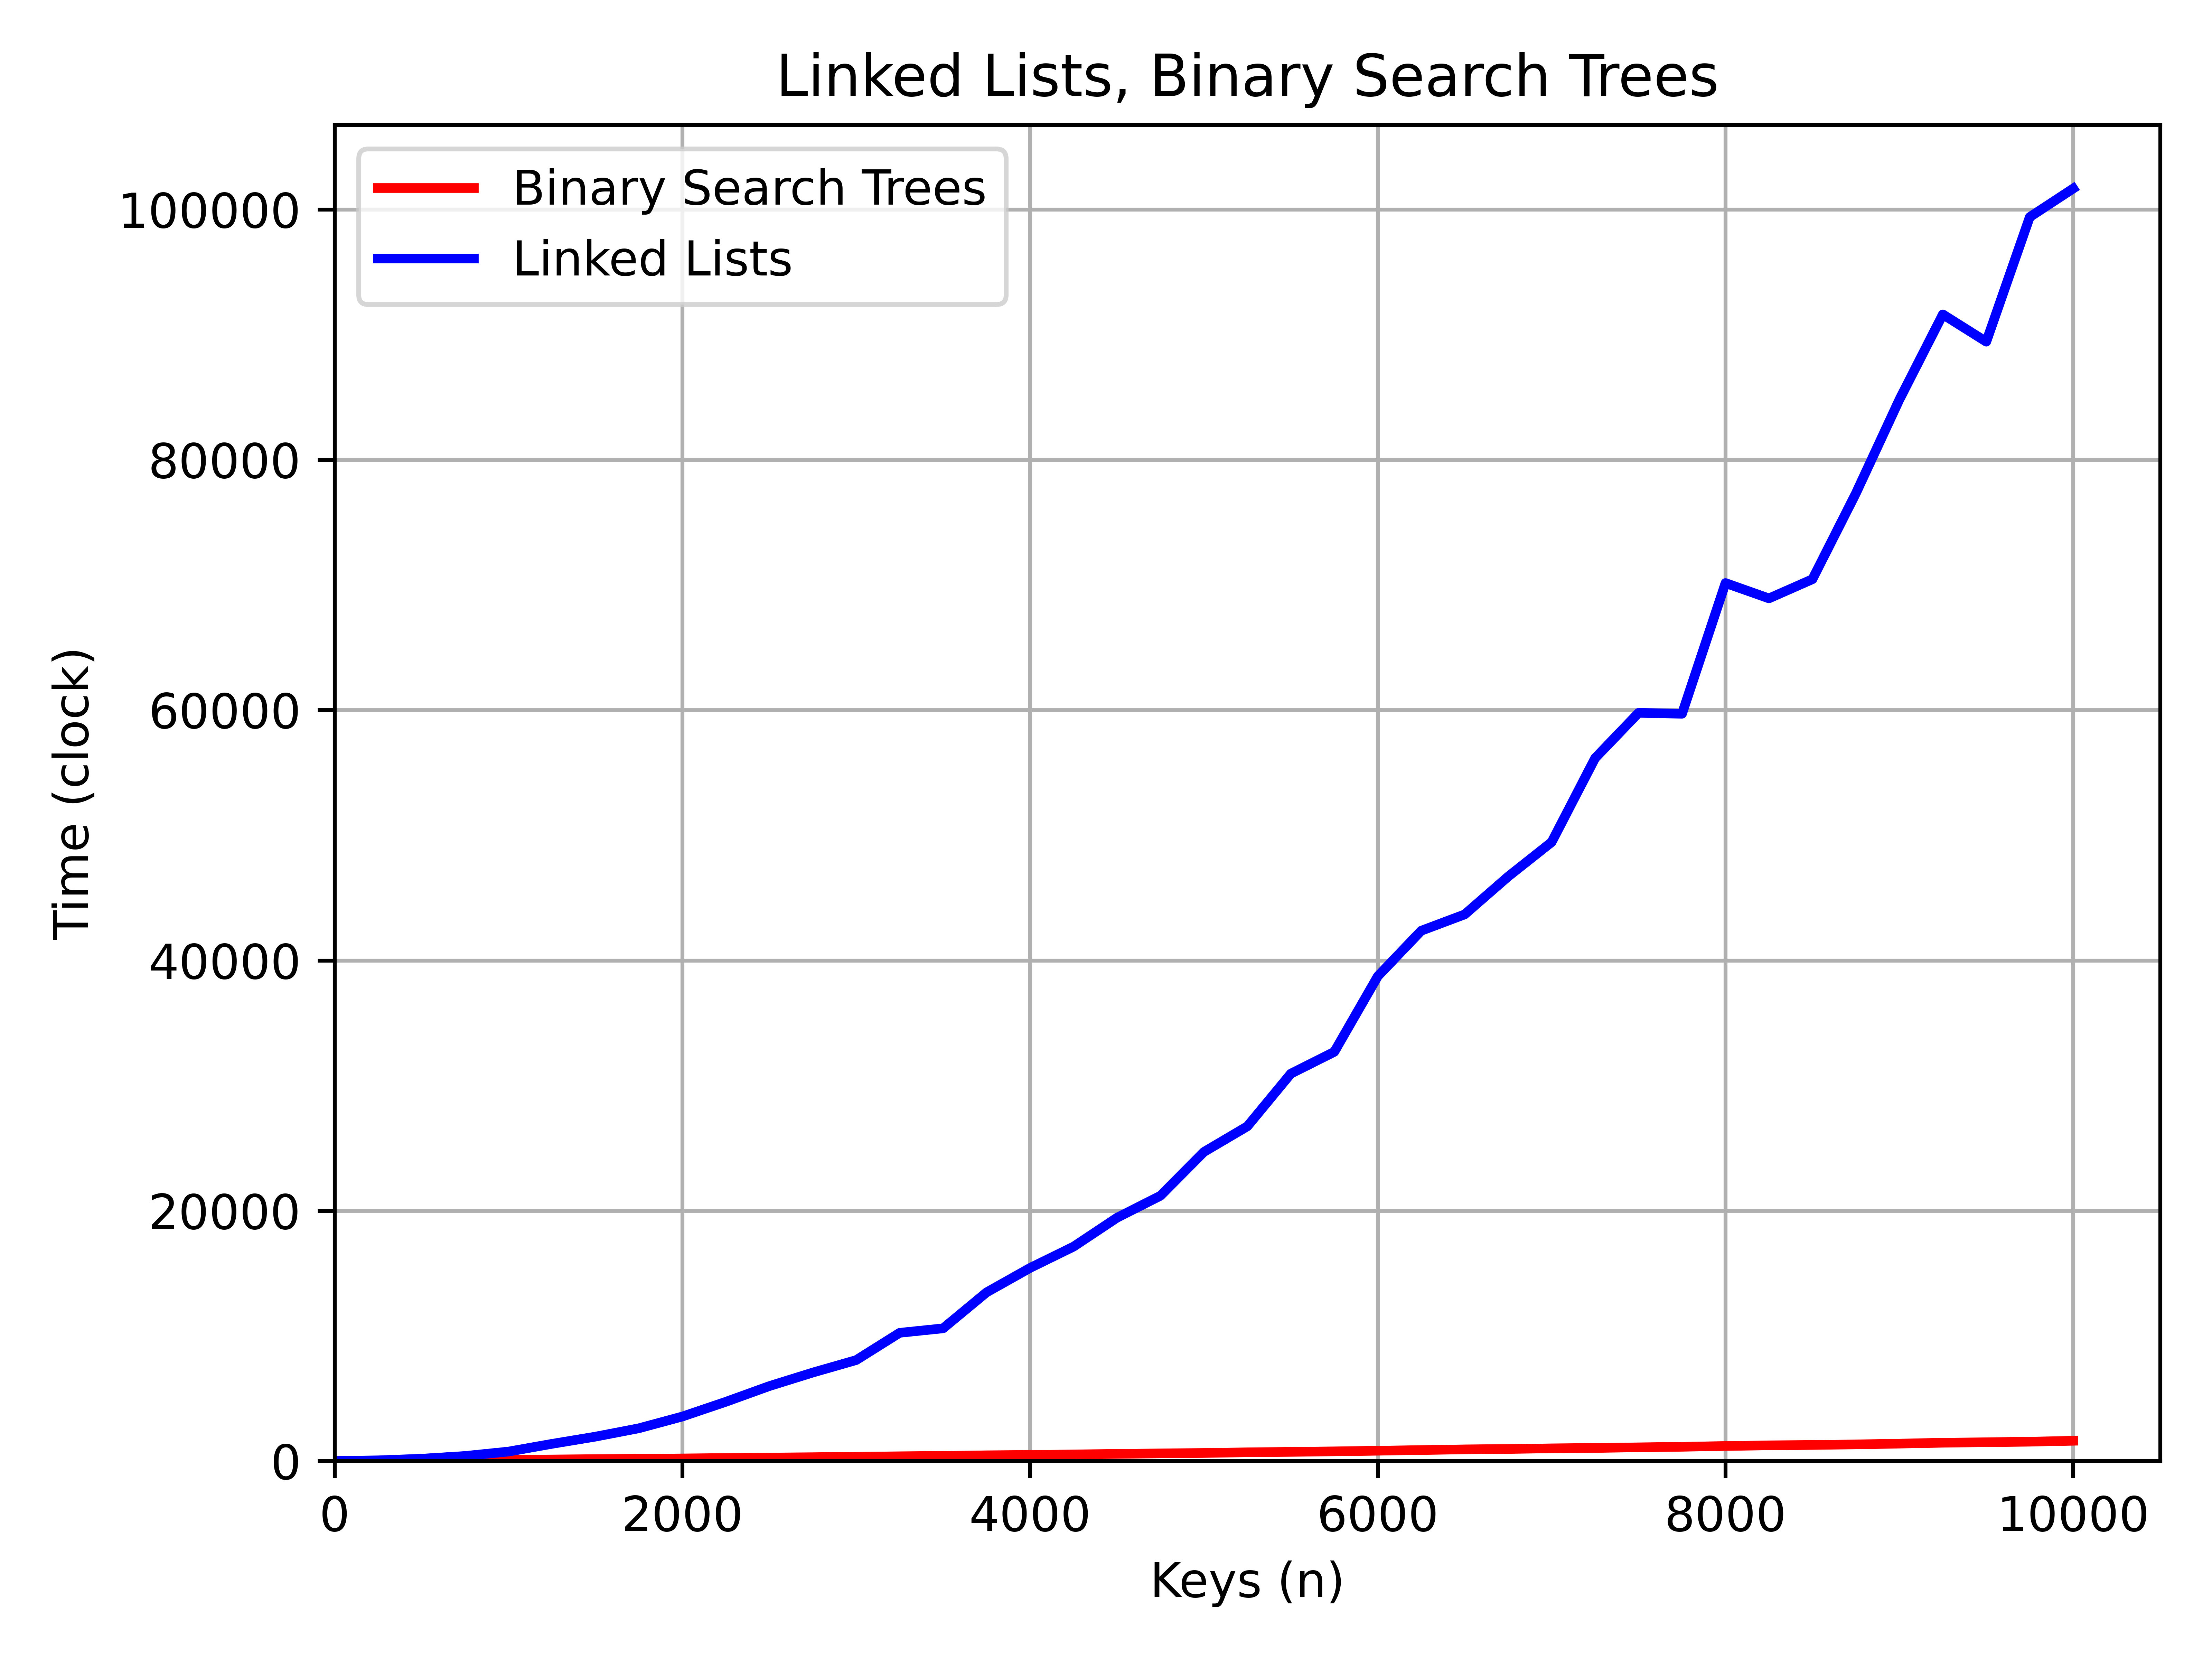 Linked Lists, Binary Search Trees
Binary Search Trees
Linked Lists
100000
80000
60000
40000
20000
0
Time (clock)
0 2000 4000 6000 8000 10000
Keys (n)